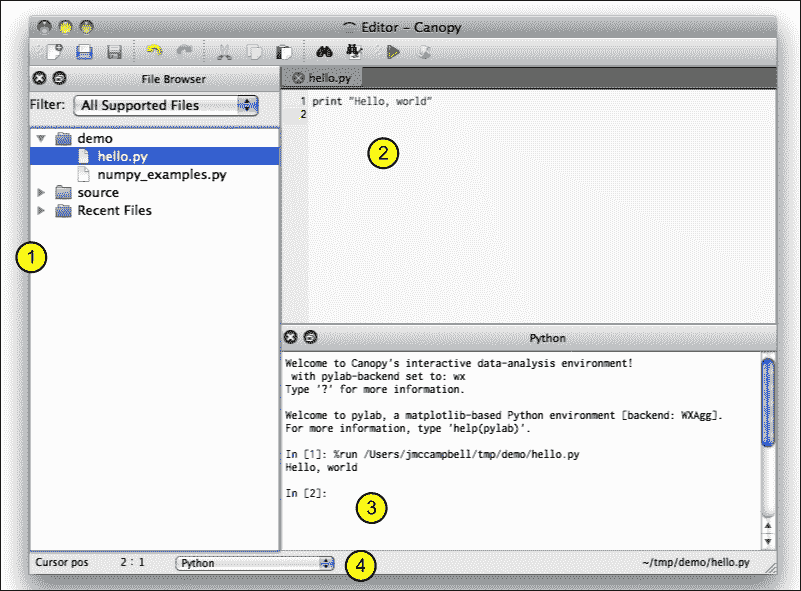 Editor - Canopy
File Browser
Filter: All Supported Files
demo
hello.py
numpy_examples.py
source
Recent Files
1
hello.py
1 print "Hello, world"
2
2
Python
Welcome to Canopy's interactive data-analysis environment!
with pylab-backend set to: wx
Type '?' for more information.
Welcome to pylab, a matplotlib-based Python environment [backend: WXAgg].
For more information, type 'help(pylab)'.
In [1]: %run /Users/jmccampbell/tmp/demo/hello.py
Hello, world
In [2]:
3
Cursor pos 2 : 1 Python 4 ~/tmp/demo/hello.py